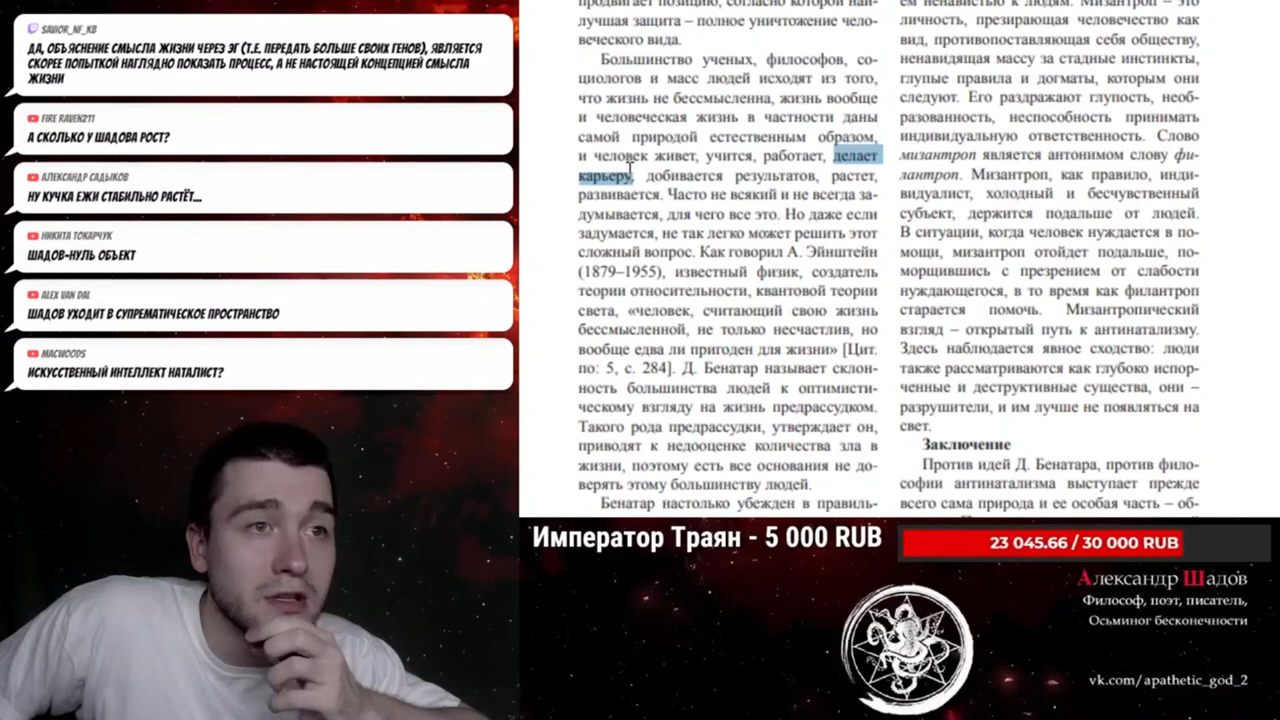 SAVIOR_NF_KB
ДА, ОБЪЯСНЕНИЕ СМЫСЛА ЖИЗНИ ЧЕРЕЗ ЭГ (Т.Е. ПЕРЕДАТЬ БОЛЬШЕ СВОИХ ГЕНОВ), ЯВЛЯЕТСЯ
СКОРЕЕ ПОПЫТКОЙ НАГЛЯДНО ПОКАЗАТЬ ПРОЦЕСС, А НЕ НАСТОЯЩЕЙ КОНЦЕПЦИЕЙ СМЫСЛА
ЖИЗНИ
FIRE RAVEN211
А СКОЛЬКО У ШАДОВА РОСТ?
АЛЕКСАНДР САДЫКОВ
НУ КУЧКА ЕЖИ СТАБИЛЬНО РАСТЁТ...
НИКИТА ТОКАРЧУК
ШАДОВ-НУЛЬ ОБЪЕКТ
ALEX VAN DAL
ШАДОВ УХОДИТ В СУПРЕМАТИЧЕСКОЕ ПРОСТРАНСТВО
MACWOODS
ИСКУССТВЕННЫЙ ИНТЕЛЛЕКТ НАТАЛИСТ?
продвигает позицию, согласно которой наи-
лучшая защита – полное уничтожение чело-
веческого вида.
Большинство ученых, философов, со-
циологов и масс людей исходят из того,
что жизнь не бессмысленна, жизнь вообще
и человеческая жизнь в частности даны
самой природой естественным образом,
и человек живет, учится, работает, делает
карьеру, добивается результатов, растет,
развивается. Часто не всякий и не всегда за-
думывается, для чего все это. Но даже если
задумается, не так легко может решить этот
сложный вопрос. Как говорил А. Эйнштейн
(1879–1955), известный физик, создатель
теории относительности, квантовой теории
света, «человек, считающий свою жизнь
бессмысленной, не только несчастлив, но
вообще едва ли пригоден для жизни» [Цит.
по: 5, с. 284]. Д. Бенатар называет склон-
ность большинства людей к оптимисти-
ческому взгляду на жизнь предрассудком.
Такого рода предрассудки, утверждает он,
приводят к недооценке количества зла в
жизни, поэтому есть все основания не до-
верять этому большинству людей.
Бенатар настолько убежден в правиль-
ем ненавистью к людям. Мизантроп – это
личность, презирающая человечество как
вид, противопоставляющая себя обществу,
ненавидящая массу за стадные инстинкты,
глупые правила и догматы, которым они
следуют. Его раздражают глупость, необ-
разованность, неспособность принимать
индивидуальную ответственность. Слово
мизантроп является антонимом слову фи-
лантроп. Мизантроп, как правило, инди-
видуалист, холодный и бесчувственный
субъект, держится подальше от людей.
В ситуации, когда человек нуждается в по-
мощи, мизантроп отойдет подальше, по-
морщившись с презрением от слабости
нуждающегося, в то время как филантроп
старается помочь. Мизантропический
взгляд – открытый путь к антинатализму.
Здесь наблюдается явное сходство: люди
также рассматриваются как глубоко испор-
ченные и деструктивные существа, они –
разрушители, и им лучше не появляться на
свет.
Заключение
Против идей Д. Бенатара, против фило-
софии антинатализма выступает прежде
всего сама природа и ее особая часть – об-
Император Траян - 5 000 RUB
23 045.66 / 30 000 RUB
Александр Шадов
Философ, поэт, писатель,
Осьминог бесконечности
vk.com/apathetic_god_2